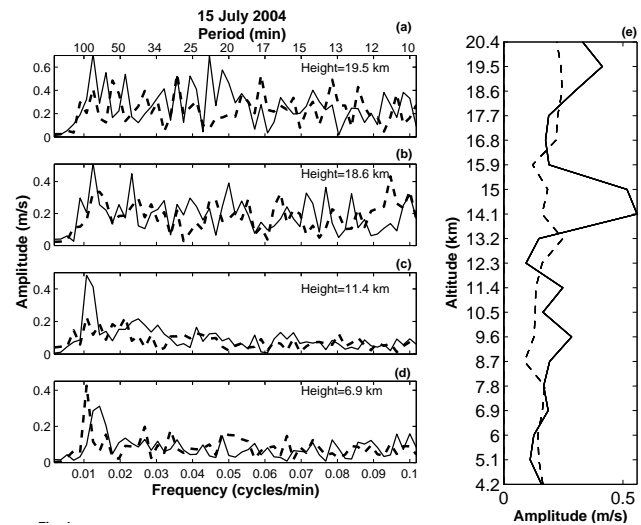 15 July 2004
Period (min)
(a)
100 50 34 25 20 17 15 13 12 10
0.6
0.4
0.2
0
Height=19.5 km
(b)
0.4
0.2
0
Height=18.6 km
Amplitude (m/s)
(c)
0.4
0.2
0
Height=11.4 km
(d)
0.4
0.2
0
Height=6.9 km
0.01 0.02 0.03 0.04 0.05 0.06 0.07 0.08 0.09 0.1
Frequency (cycles/min)
(e)
20.4
19.5
18.6
17.7
16.8
15.9
15
14.1
13.2
12.3
11.4
10.5
9.6
8.7
7.8
6.9
6
5.1
4.2
Altitude (km)
0 0.5
Amplitude (m/s)